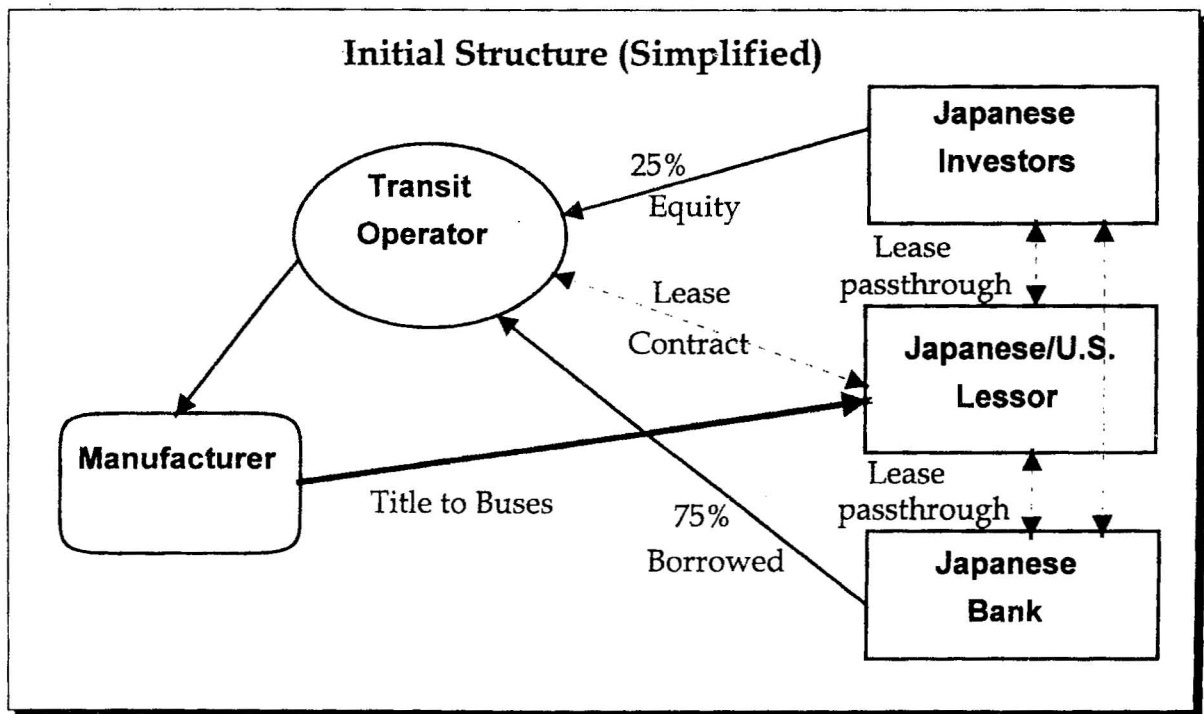 Initial Structure (Simplified)
Japanese
Investors
25%
Equity
Transit
Operator
Lease
passthrough
Lease
Contract
Japanese/U.S.
Lessor
Manufacturer
Title to Buses
Lease
passthrough
75%
Borrowed
Japanese
Bank